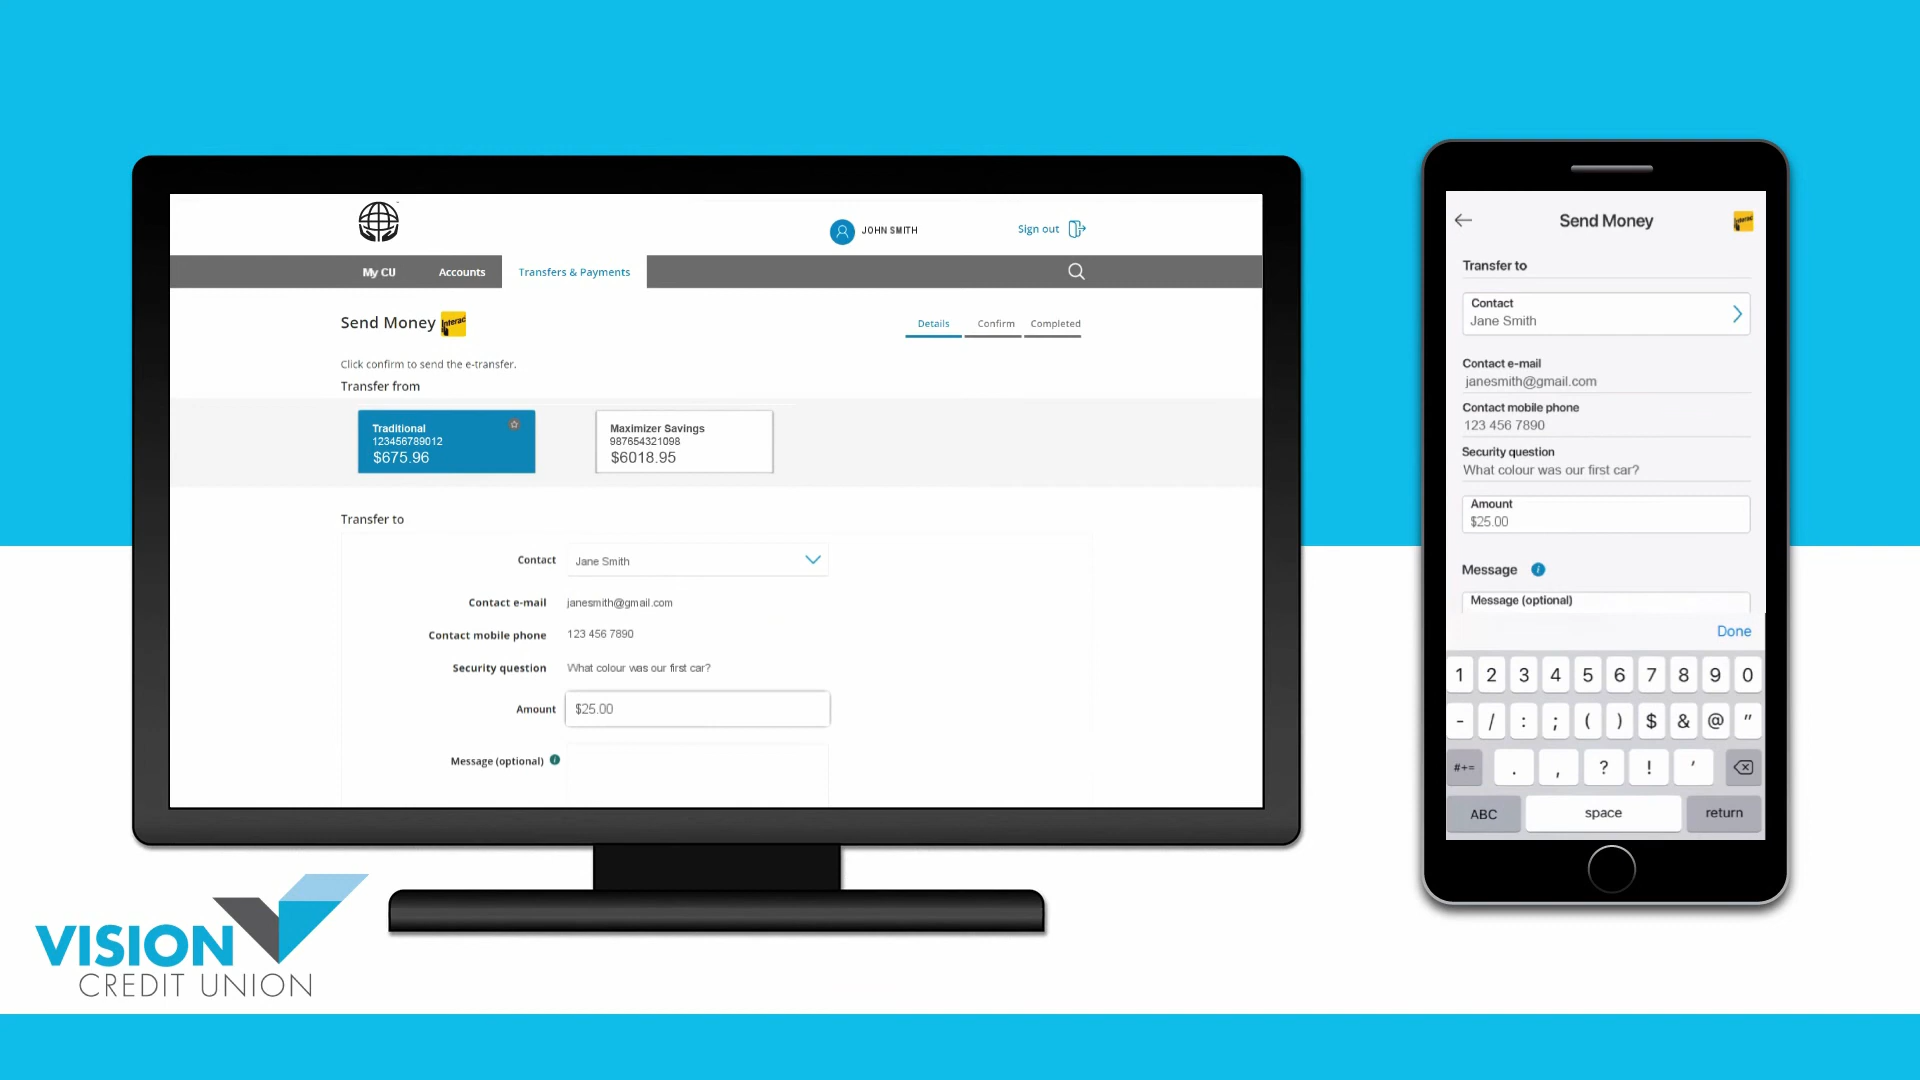 JOHN SMITH
Sign out
My CU
Accounts
Transfers & Payments
Send Money
Interac
Details
Confirm
Completed
Click confirm to send the e-transfer.
Transfer from
Traditional
123456789012
$675.96
Maximizer Savings
987654321098
$6018.95
Transfer to
Contact
Jane Smith
Contact e-mail
janesmith@gmail.com
Contact mobile phone
123 456 7890
Security question
What colour was our first car?
Amount
$25.00
Message (optional)
i
Send Money
Interac
Transfer to
Contact
Jane Smith
Contact e-mail
janesmith@gmail.com
Contact mobile phone
123 456 7890
Security question
What colour was our first car?
Amount
$25.00
Message
i
Message (optional)
Done
1 2 3 4 5 6 7 8 9 0
- / : ; ( ) $ & @ "
#+= . , ? ! '
ABC space return
VISION
CREDIT UNION